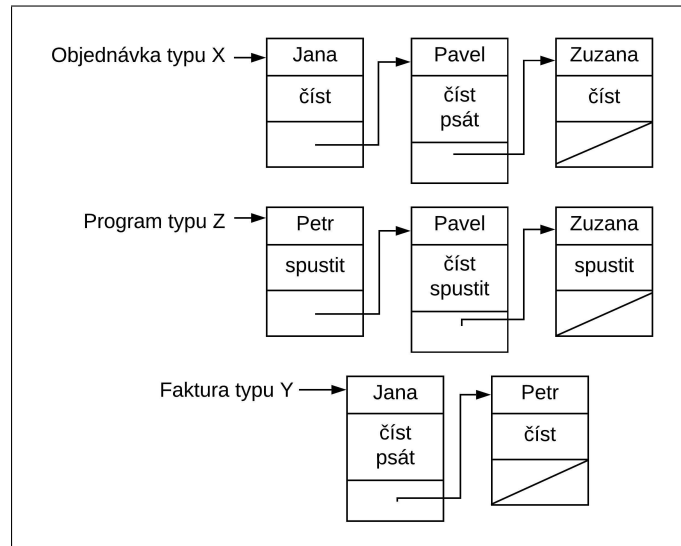 Objednávka typu X
Jana
číst
Pavel
číst
psát
Zuzana
číst
Program typu Z
Petr
spustit
Pavel
číst
spustit
Zuzana
spustit
Faktura typu Y
Jana
číst
psát
Petr
číst